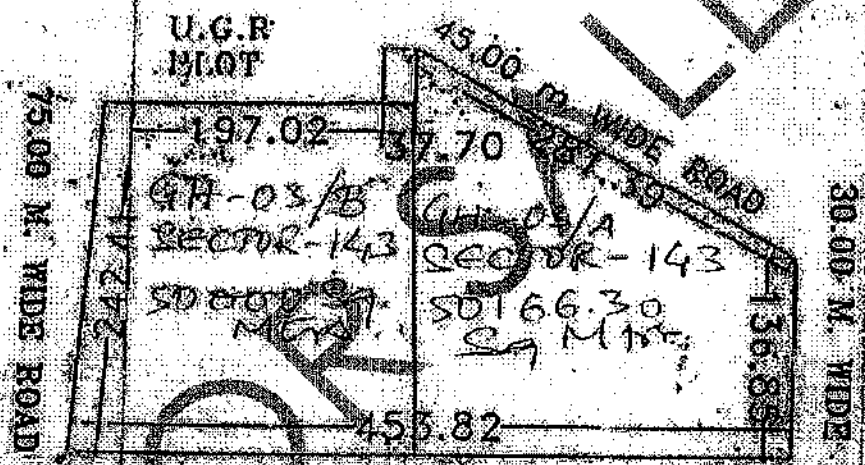 U.G.R
PLOT
45.00 m WIDE ROAD
75.00 M. WIDE ROAD
197.02
37.70
GH-03/B
SECTOR-143
GH-03/A
SECTOR-143
50166.30
Sq Mtr.
242.41
136.85
30.00 M. WIDE
453.82